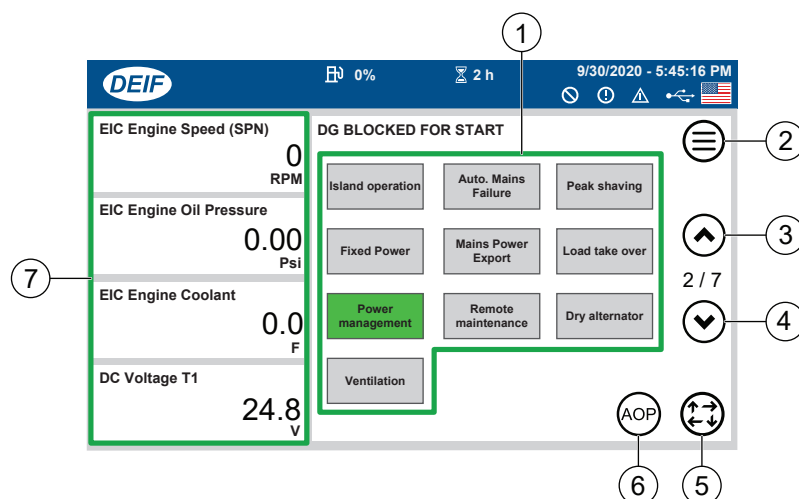 1
DEIF
0%
2 h
9/30/2020 - 5:45:16 PM
EIC Engine Speed (SPN)
0
RPM
EIC Engine Oil Pressure
0.00
Psi
EIC Engine Coolant
0.0
F
DC Voltage T1
24.8
V
DG BLOCKED FOR START
Island operation
Auto. Mains
Failure
Peak shaving
Fixed Power
Mains Power
Export
Load take over
Power
management
Remote
maintenance
Dry alternator
Ventilation
2 / 7
AOP
2
3
4
5
6
7